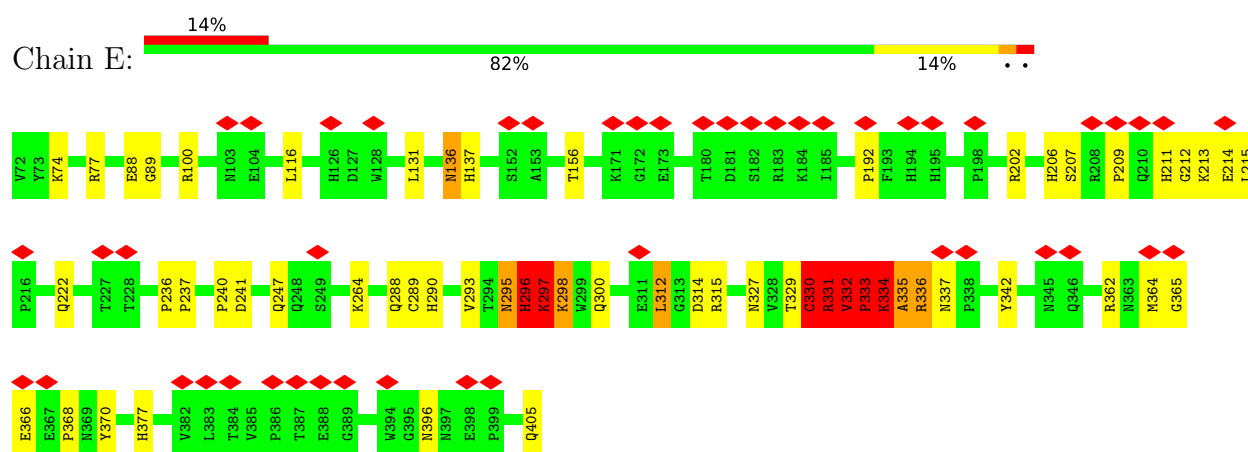 14%
Chain E:
82% 14% • •
V72 Y73 K74 R77 E88 G89 R100 N103 E104 L116 H126 D127 W128 L131 N136 H137 S152 A153 T156 K171 G172 E173 T180 D181 S182 R183 K184 I185 P192 F193 H194 H195 P198 R202 H206 S207 R208 P209 Q210 H211 G212 K213 E214 L215
P216 Q222 T227 T228 P236 P237 P240 D241 Q247 Q248 S249 K264 Q288 C289 H290 V293 T294 N295 H296 K297 K298 W299 Q300 E311 L312 G313 D314 R315 N327 V328 T329 C330 R331 V332 P333 K334 A335 R336 N337 P338 Y342 N345 Q346 R362 N363 M364 G365
E366 E367 P368 N369 Y370 H377 V382 L383 T384 V385 P386 T387 E388 G389 W394 G395 N396 N397 E398 P399 Q405